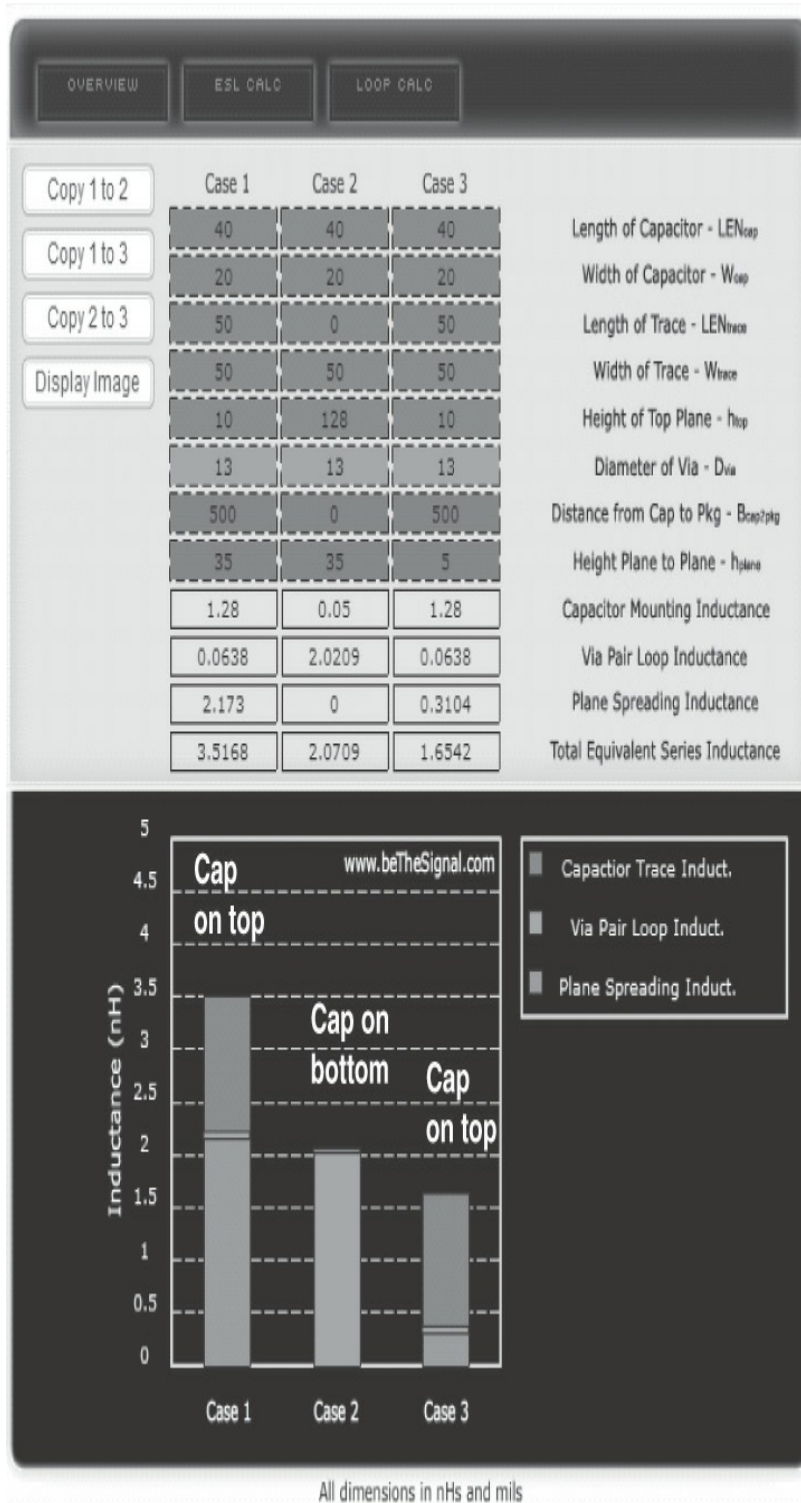 OVERVIEW
ESL CALC
LOOP CALC
Copy 1 to 2
Copy 1 to 3
Copy 2 to 3
Display Image
Case 1 Case 2 Case 3
40 40 40 Length of Capacitor - LENcap
20 20 20 Width of Capacitor - Wcap
50 0 50 Length of Trace - LENtrace
50 50 50 Width of Trace - Wtrace
10 128 10 Height of Top Plane - htop
13 13 13 Diameter of Via - Dvia
500 0 500 Distance from Cap to Pkg - Bcap2pkg
35 35 5 Height Plane to Plane - hplane
1.28 0.05 1.28 Capacitor Mounting Inductance
0.0638 2.0209 0.0638 Via Pair Loop Inductance
2.173 0 0.3104 Plane Spreading Inductance
3.5168 2.0709 1.6542 Total Equivalent Series Inductance
Inductance (nH)
5
4.5
4
3.5
3
2.5
2
1.5
1
0.5
0
www.beTheSignal.com
Cap
on top
Cap on
bottom
Cap
on top
Case 1 Case 2 Case 3
Capactior Trace Induct.
Via Pair Loop Induct.
Plane Spreading Induct.
All dimensions in nHs and mils